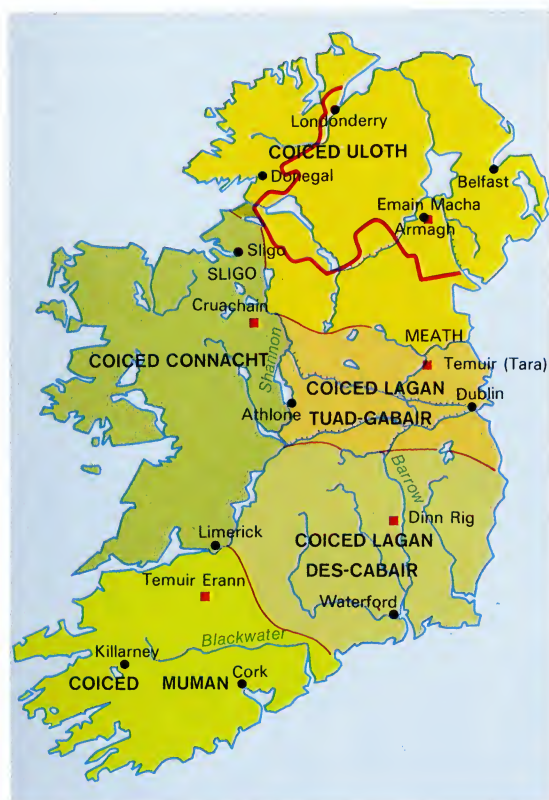 Londonderry
COICED ULOTH
Donegal
Belfast
Emain Macha
Armagh
Sligo
SLIGO
Cruachain
MEATH
COICED CONNACHT
Shannon
Temuir (Tara)
COICED LAGAN
TUAD-GABAIR
Athlone
Dublin
Barrow
Dinn Rig
Limerick
COICED LAGAN
DES-CABAIR
Temuir Erann
Waterford
Blackwater
Killarney
COICED MUMAN
Cork